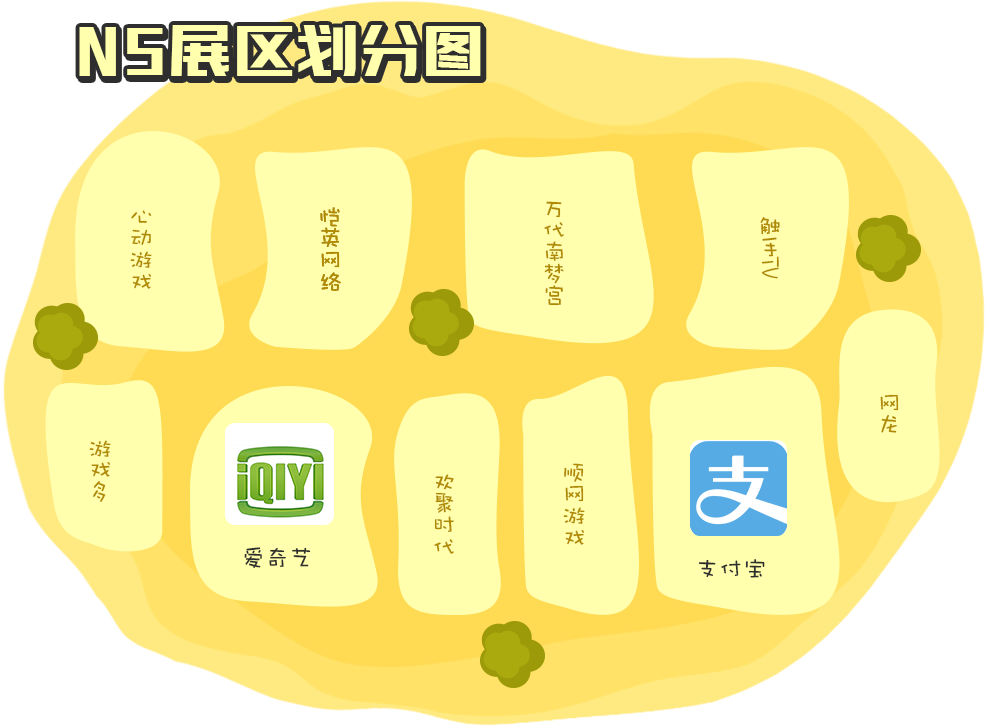 NS展区划分图
心动游戏
恺英网络
万代南梦宫
触手TV
网龙
游戏多
iQIYI
爱奇艺
欢聚时代
顺网游戏
支
支付宝